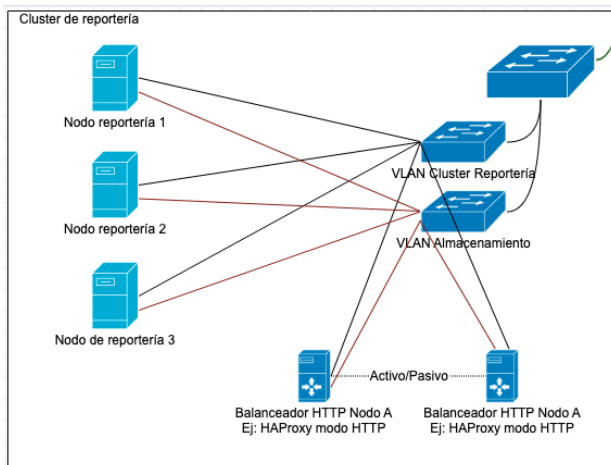 Cluster de reportería
Nodo reportería 1
VLAN Cluster Reportería
Nodo reportería 2
VLAN Almacenamiento
Nodo de reportería 3
Activo/Pasivo
Balanceador HTTP Nodo A
Ej: HAProxy modo HTTP
Balanceador HTTP Nodo A
Ej: HAProxy modo HTTP